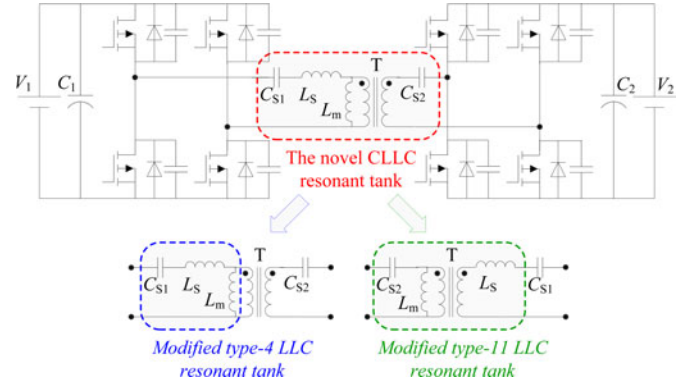 T
V1
C1
CS1
LS
Lm
CS2
C2
V2
The novel CLLC
resonant tank
T
CS1
LS
Lm
CS2
Modified type-4 LLC
resonant tank
T
CS2
Lm
LS
CS1
Modified type-11 LLC
resonant tank